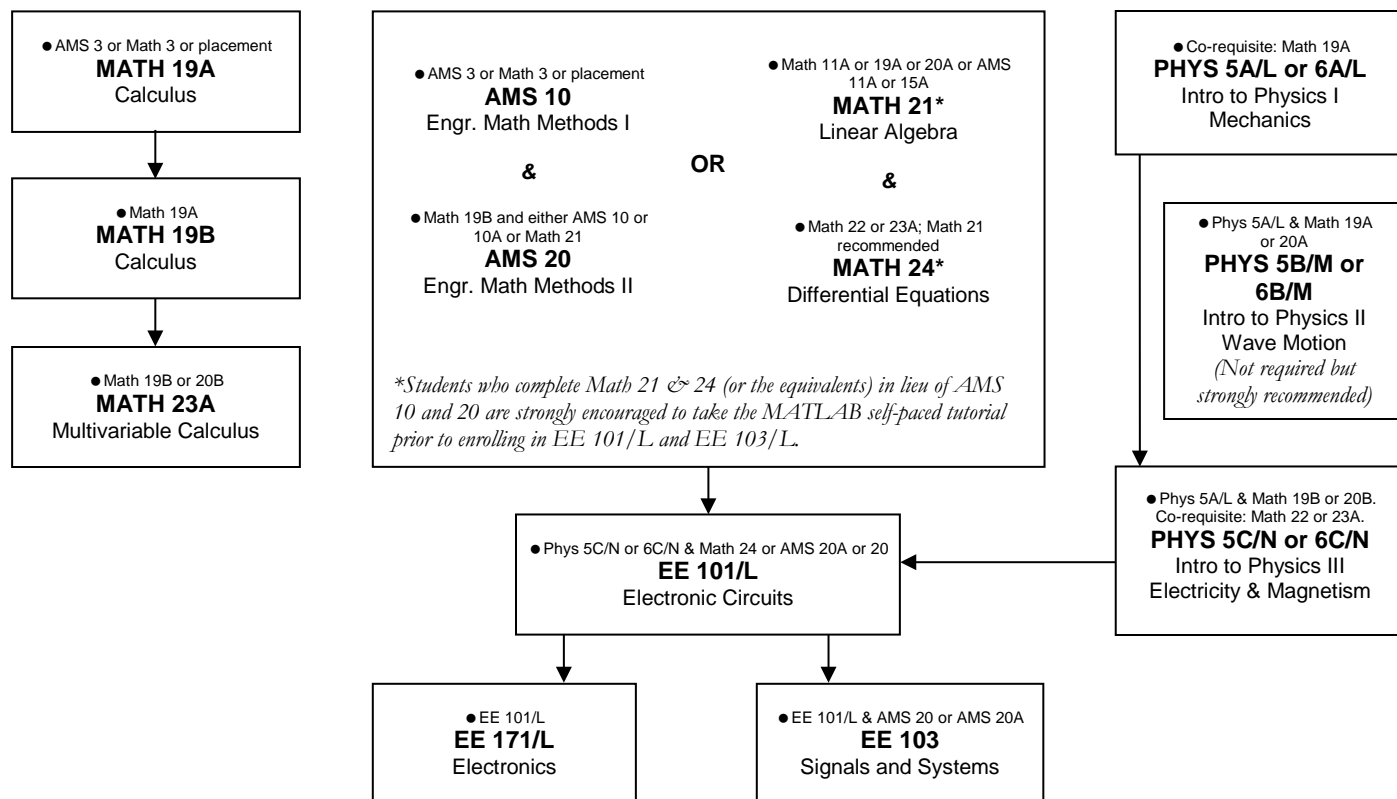 ● AMS 3 or Math 3 or placement
MATH 19A
Calculus
● Math 19A
MATH 19B
Calculus
● Math 19B or 20B
MATH 23A
Multivariable Calculus
● AMS 3 or Math 3 or placement
AMS 10
Engr. Math Methods I
&
● Math 19B and either AMS 10 or
10A or Math 21
AMS 20
Engr. Math Methods II
OR
● Math 11A or 19A or 20A or AMS
11A or 15A
MATH 21*
Linear Algebra
&
● Math 22 or 23A; Math 21
recommended
MATH 24*
Differential Equations
*Students who complete Math 21 & 24 (or the equivalents) in lieu of AMS
10 and 20 are strongly encouraged to take the MATLAB self-paced tutorial
prior to enrolling in EE 101/L and EE 103/L.
● Co-requisite: Math 19A
PHYS 5A/L or 6A/L
Intro to Physics I
Mechanics
● Phys 5A/L & Math 19A
or 20A
PHYS 5B/M or
6B/M
Intro to Physics II
Wave Motion
(Not required but
strongly recommended)
● Phys 5A/L & Math 19B or 20B.
Co-requisite: Math 22 or 23A.
PHYS 5C/N or 6C/N
Intro to Physics III
Electricity & Magnetism
● Phys 5C/N or 6C/N & Math 24 or AMS 20A or 20
EE 101/L
Electronic Circuits
● EE 101/L
EE 171/L
Electronics
● EE 101/L & AMS 20 or AMS 20A
EE 103
Signals and Systems